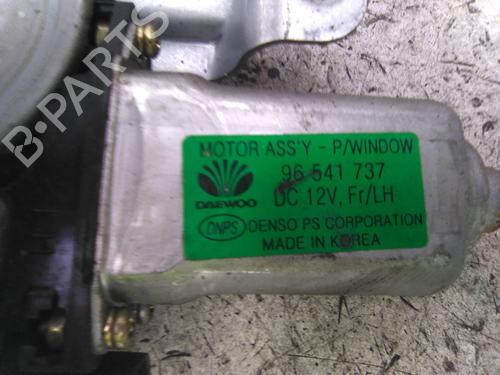 MOTOR ASS'Y - P/WINDOW
96 541 737
DAEWOO DC 12V, Fr/LH
DNPS DENSO PS CORPORATION
MADE IN KOREA
B-PARTS